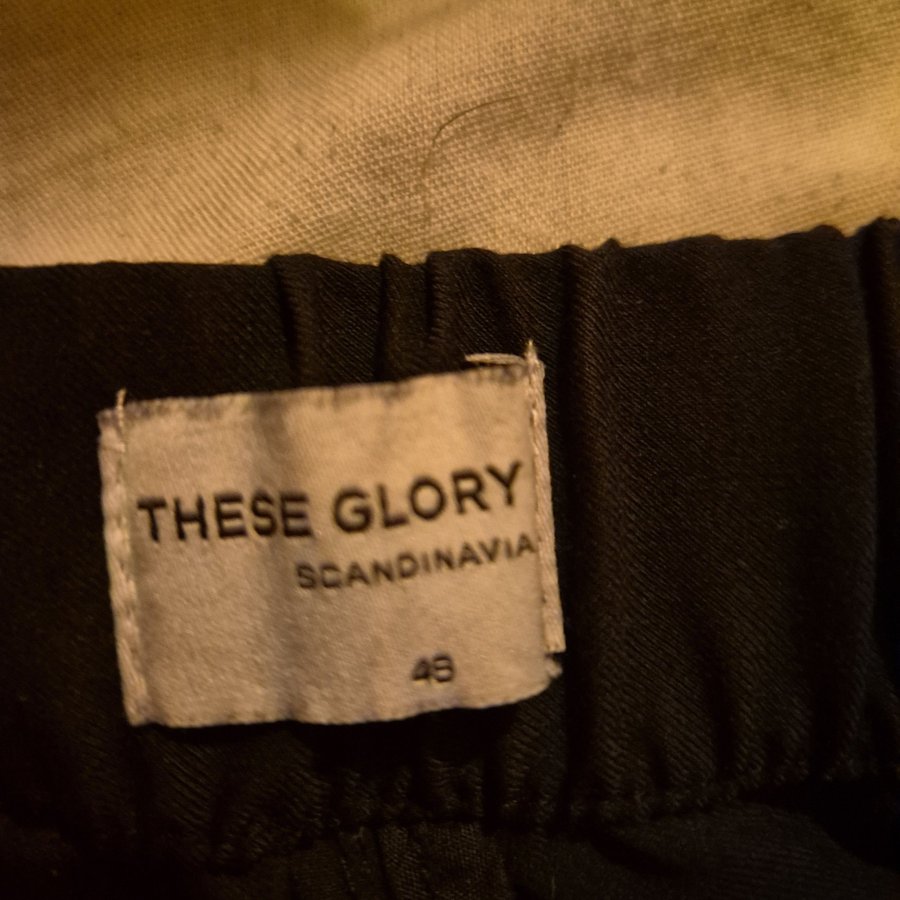 THESE GLORY
SCANDINAVIA
48